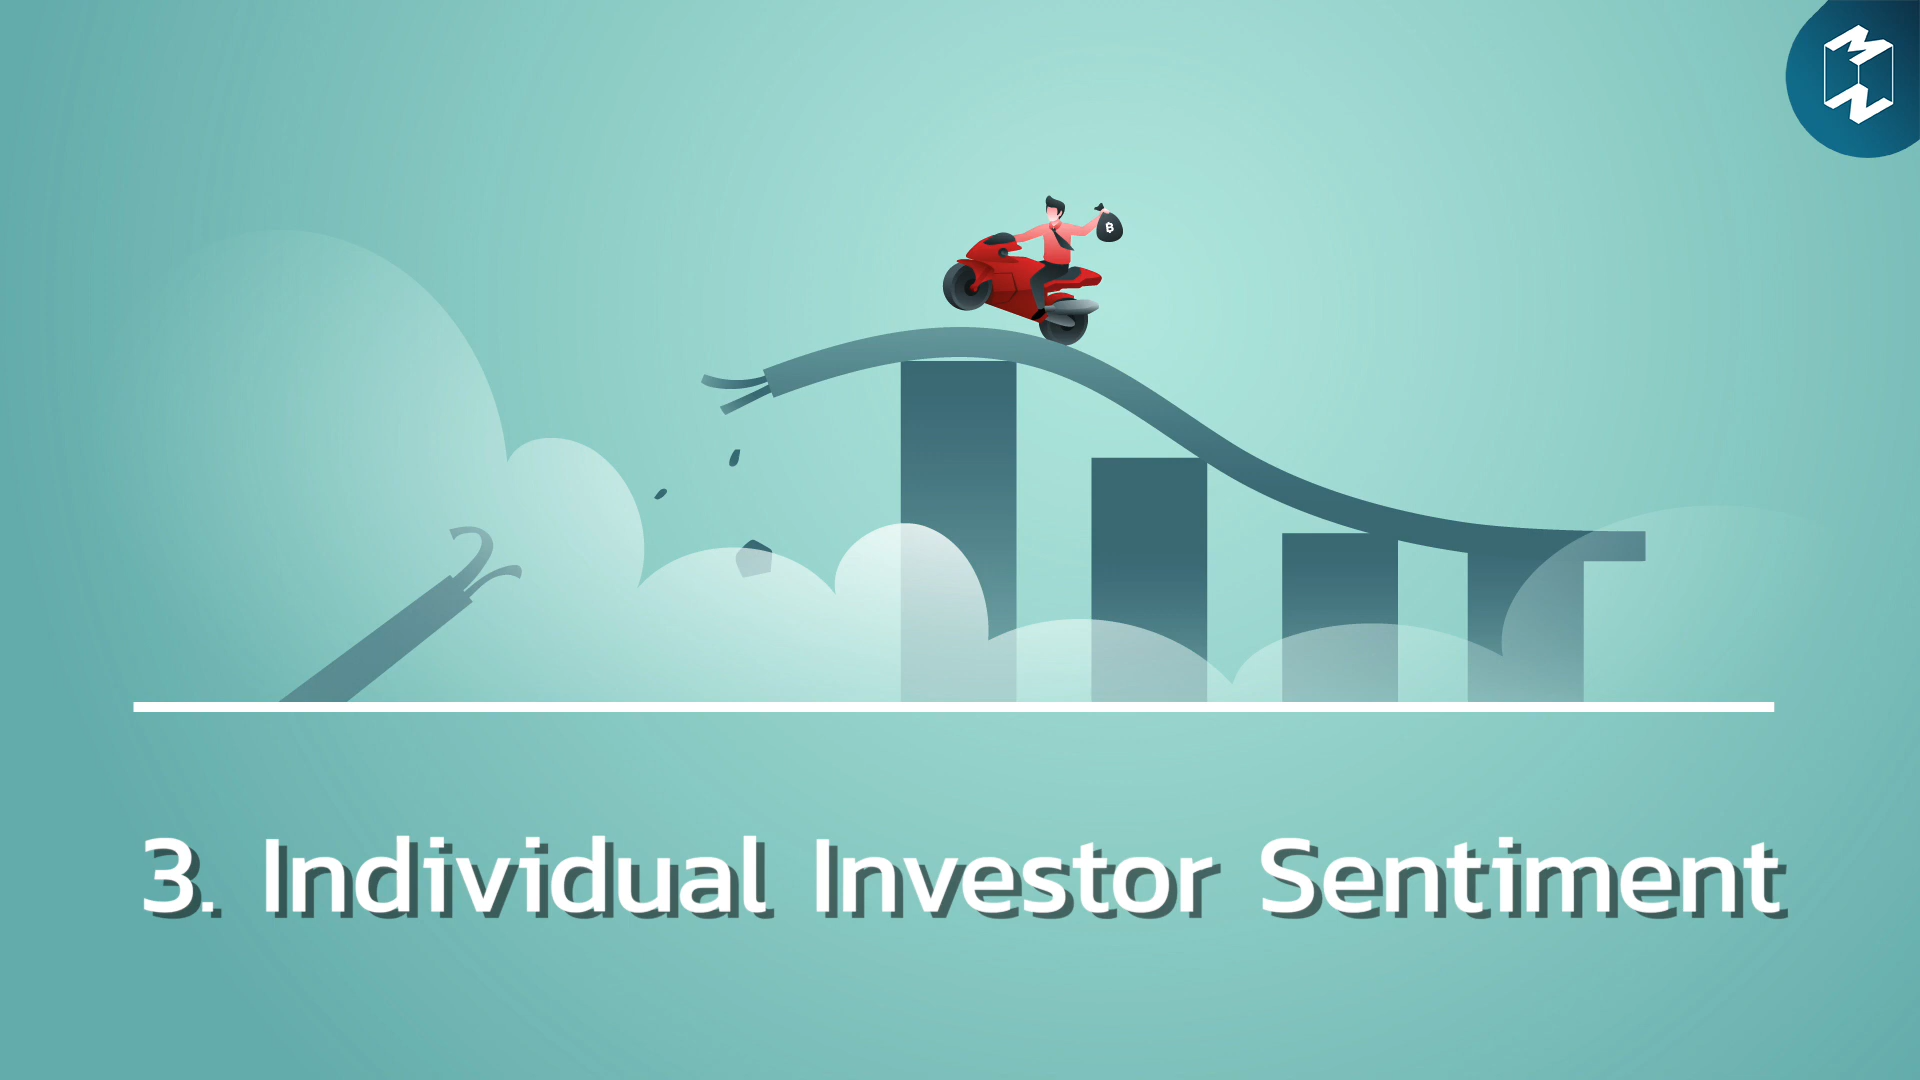 ฿
3. Individual Investor Sentiment